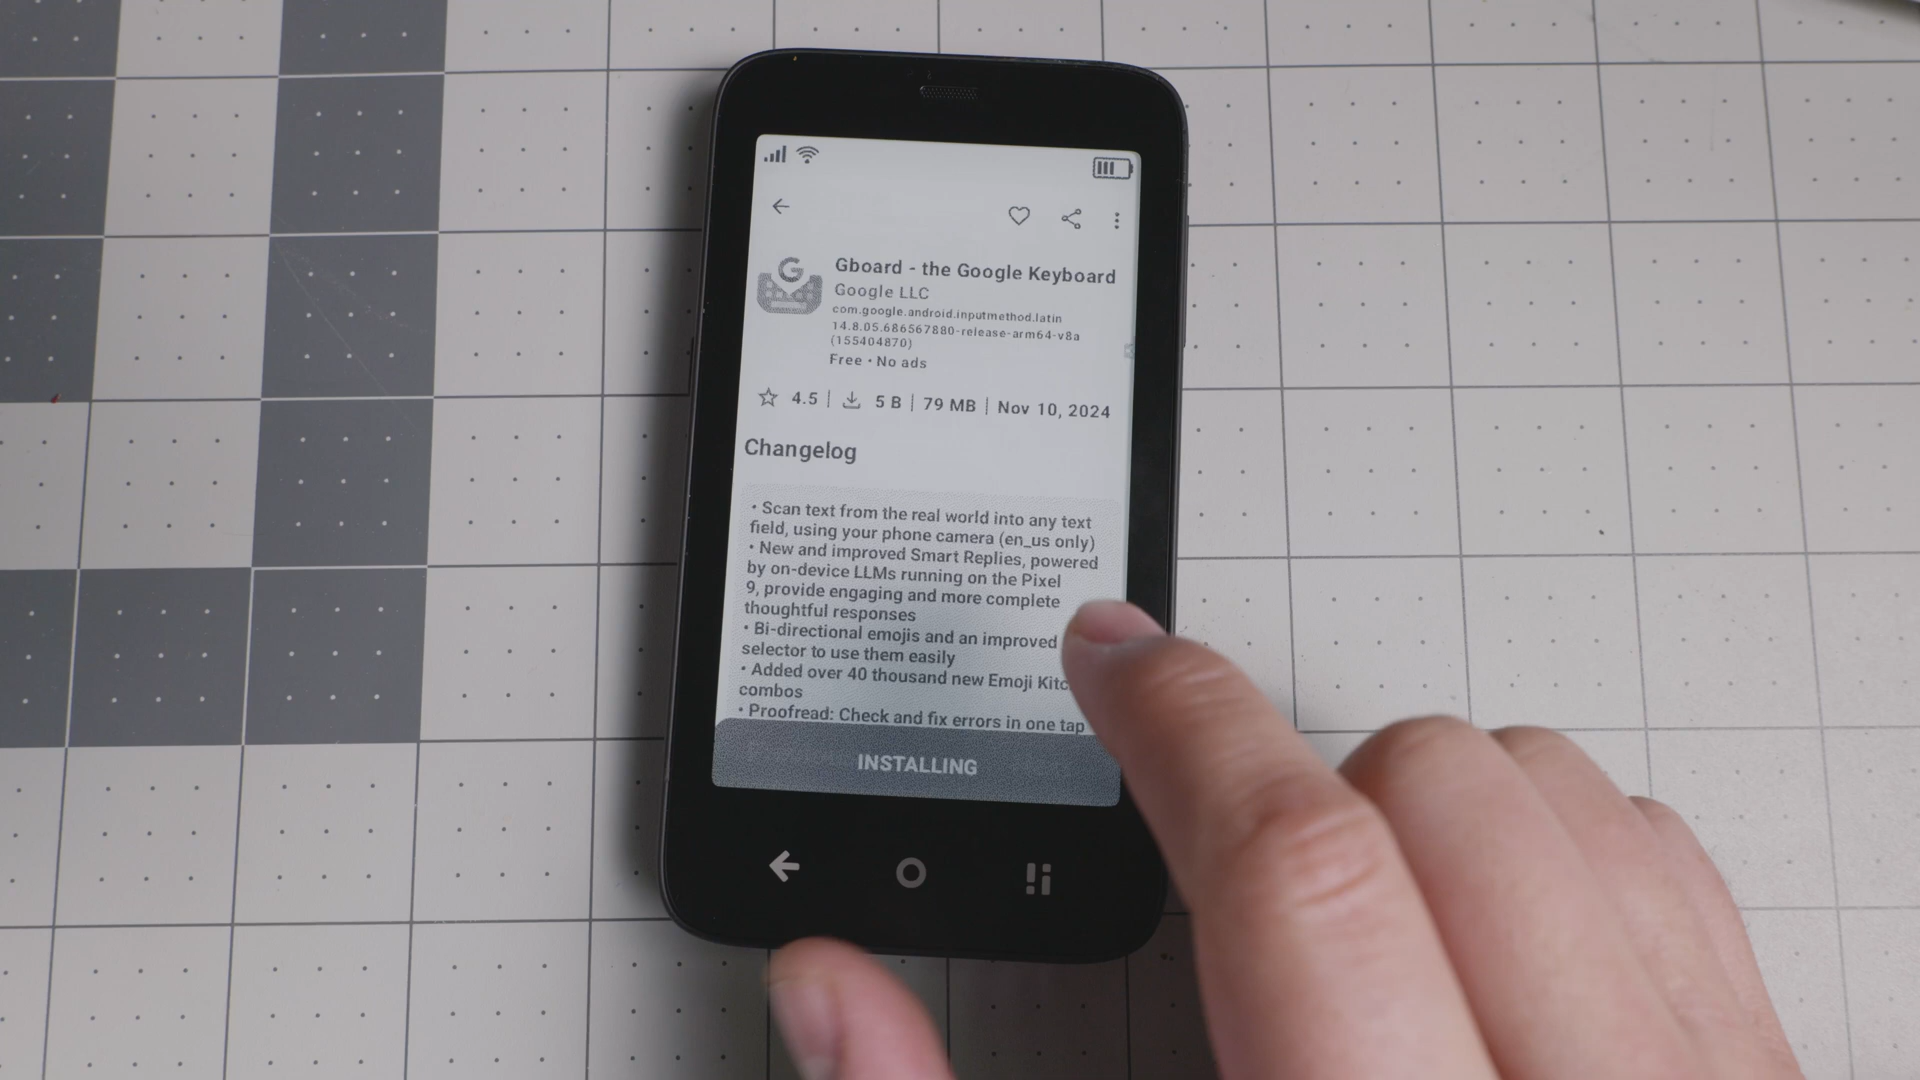 Gboard - the Google Keyboard
Google LLC
com.google.android.inputmethod.latin
14.8.05.686567880-release-arm64-v8a
(155404870)
Free • No ads
4.5 | 5 B | 79 MB | Nov 10, 2024
Changelog
• Scan text from the real world into any text
field, using your phone camera (en_us only)
• New and improved Smart Replies, powered
by on-device LLMs running on the Pixel
9, provide engaging and more complete
thoughtful responses
• Bi-directional emojis and an improved
selector to use them easily
• Added over 40 thousand new Emoji
combos
• Proofread: Check and fix errors in one tap
INSTALLING